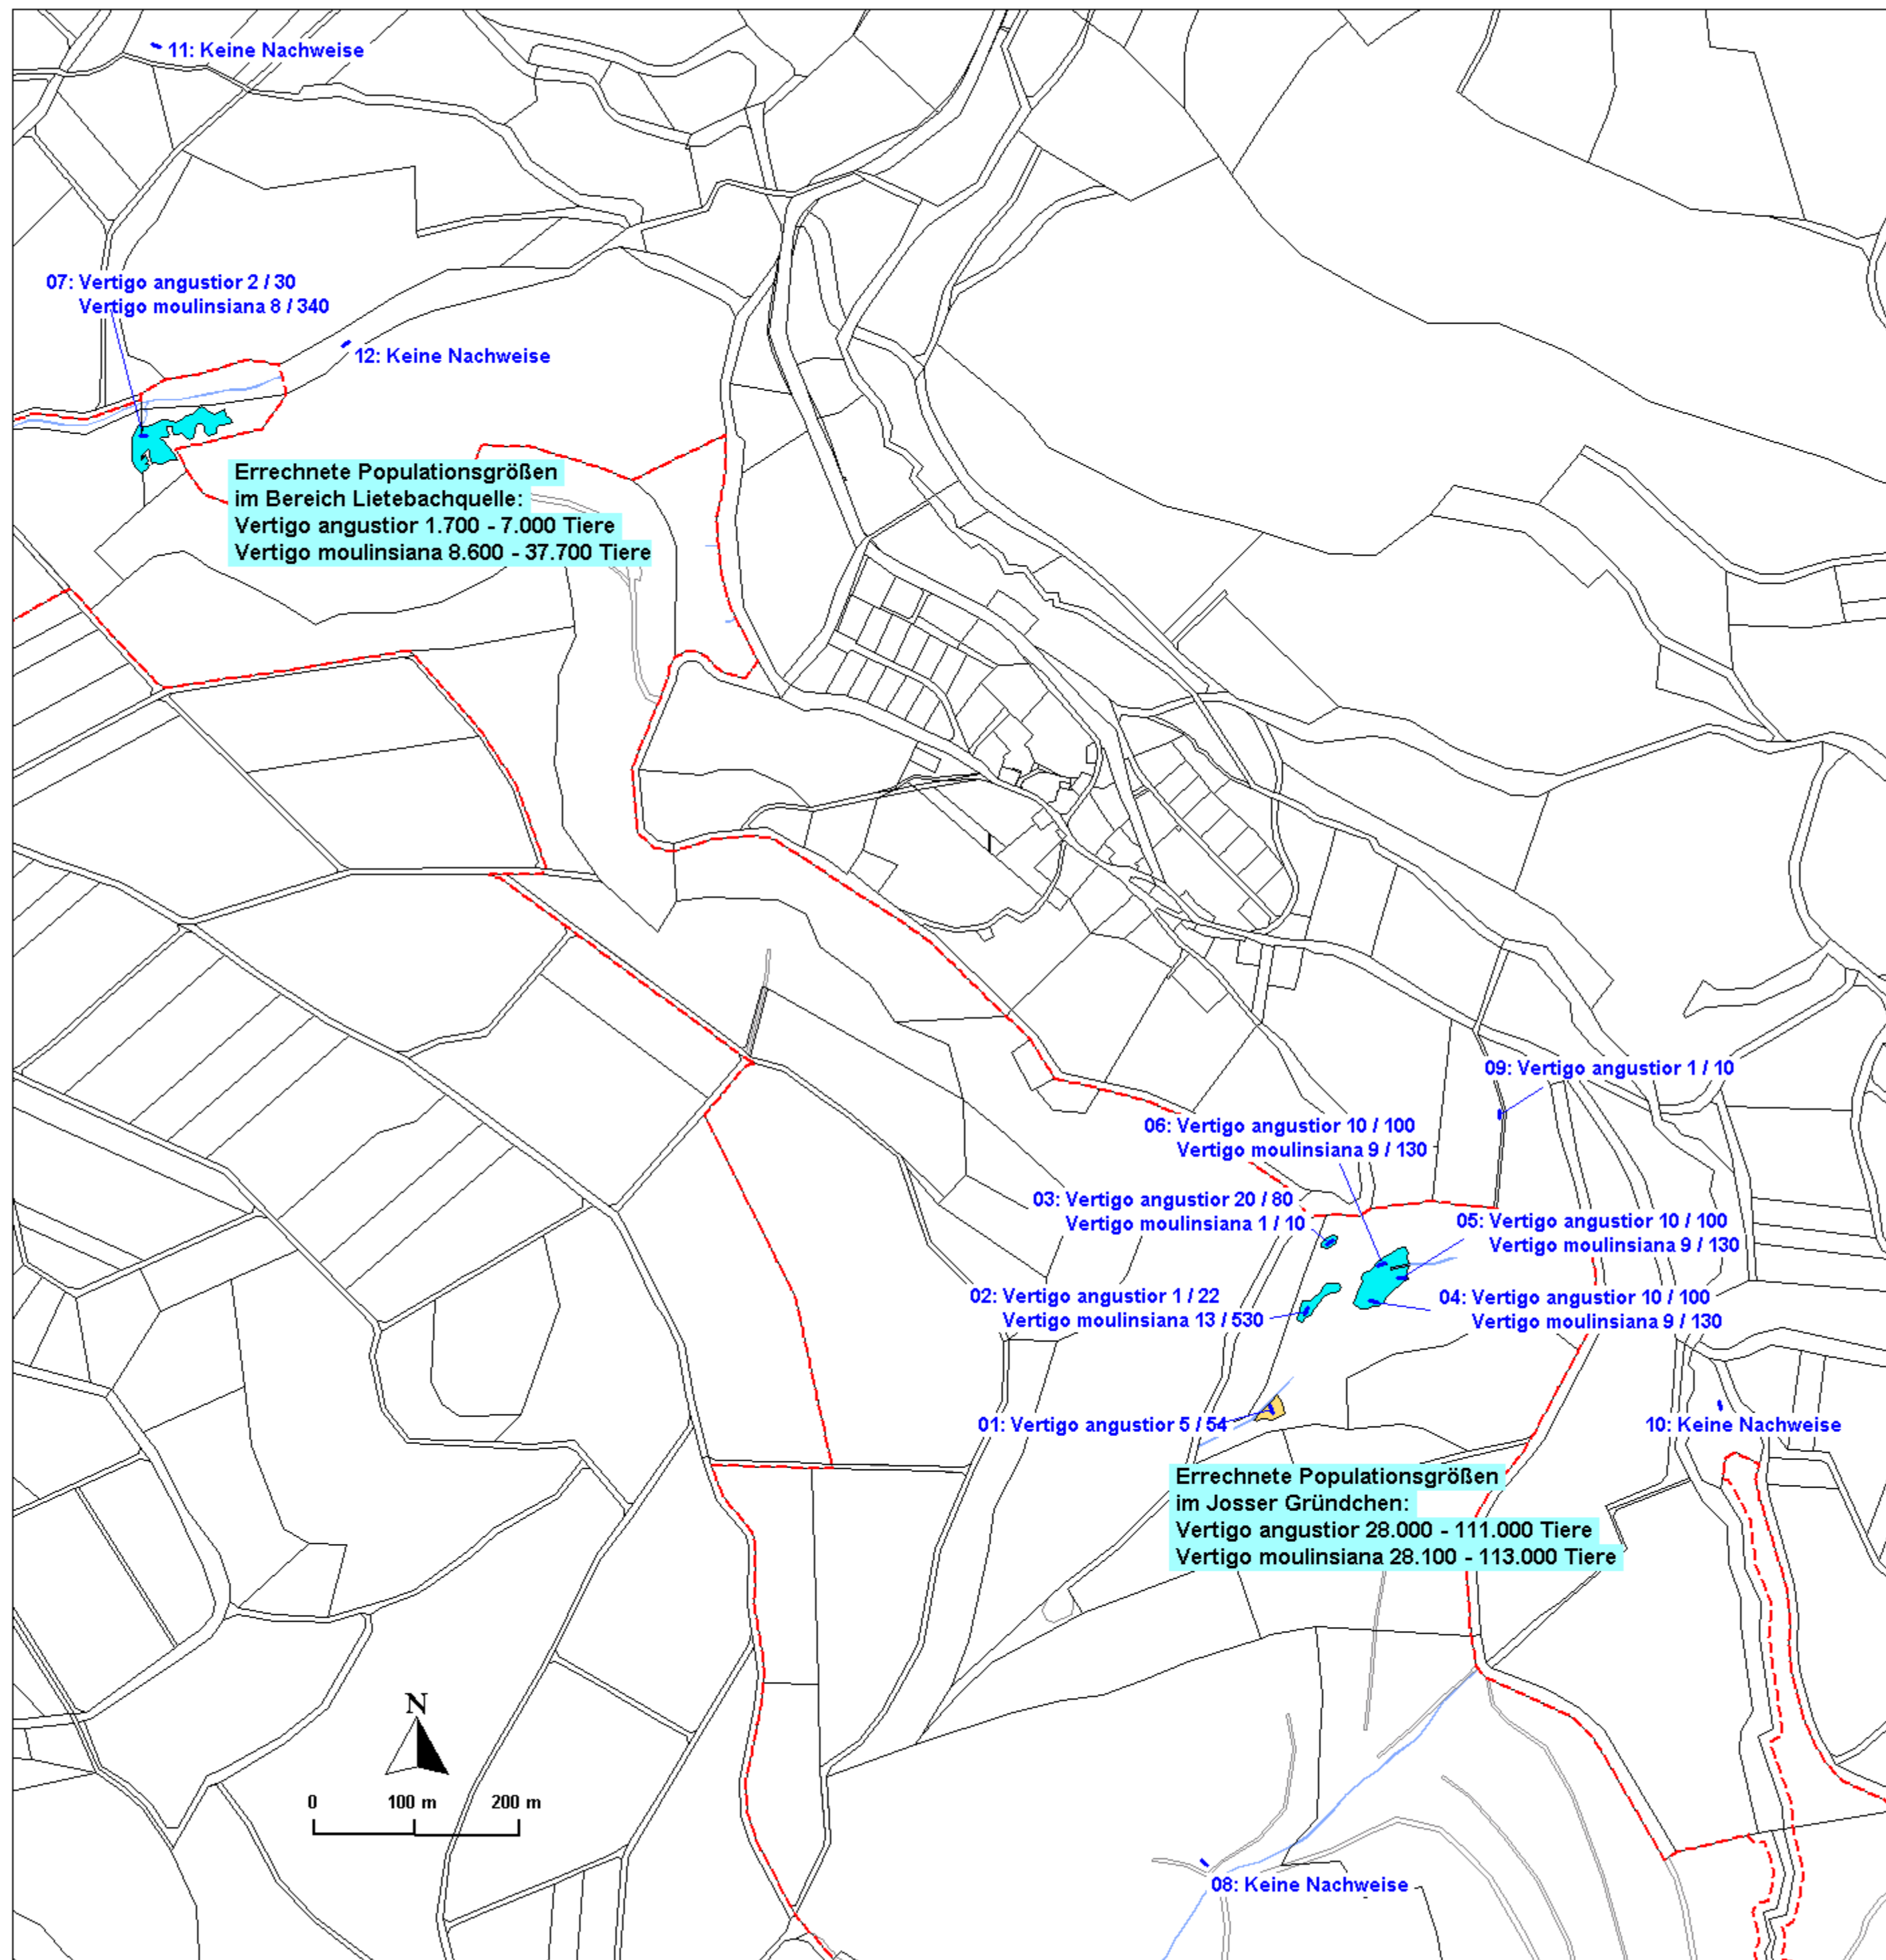 11: Keine Nachweise
07: Vertigo angustior 2 / 30
Vertigo moulinsiana 8 / 340
12: Keine Nachweise
Errechnete Populationsgrößen
im Bereich Lietebachquelle:
Vertigo angustior 1.700 - 7.000 Tiere
Vertigo moulinsiana 8.600 - 37.700 Tiere
09: Vertigo angustior 1 / 10
06: Vertigo angustior 10 / 100
Vertigo moulinsiana 9 / 130
03: Vertigo angustior 20 / 80
Vertigo moulinsiana 1 / 10
05: Vertigo angustior 10 / 100
Vertigo moulinsiana 9 / 130
02: Vertigo angustior 1 / 22
Vertigo moulinsiana 13 / 530
04: Vertigo angustior 10 / 100
Vertigo moulinsiana 9 / 130
01: Vertigo angustior 5 / 54
10: Keine Nachweise
Errechnete Populationsgrößen
im Josser Gründchen:
Vertigo angustior 28.000 - 111.000 Tiere
Vertigo moulinsiana 28.100 - 113.000 Tiere
N
0 100 m 200 m
08: Keine Nachweise